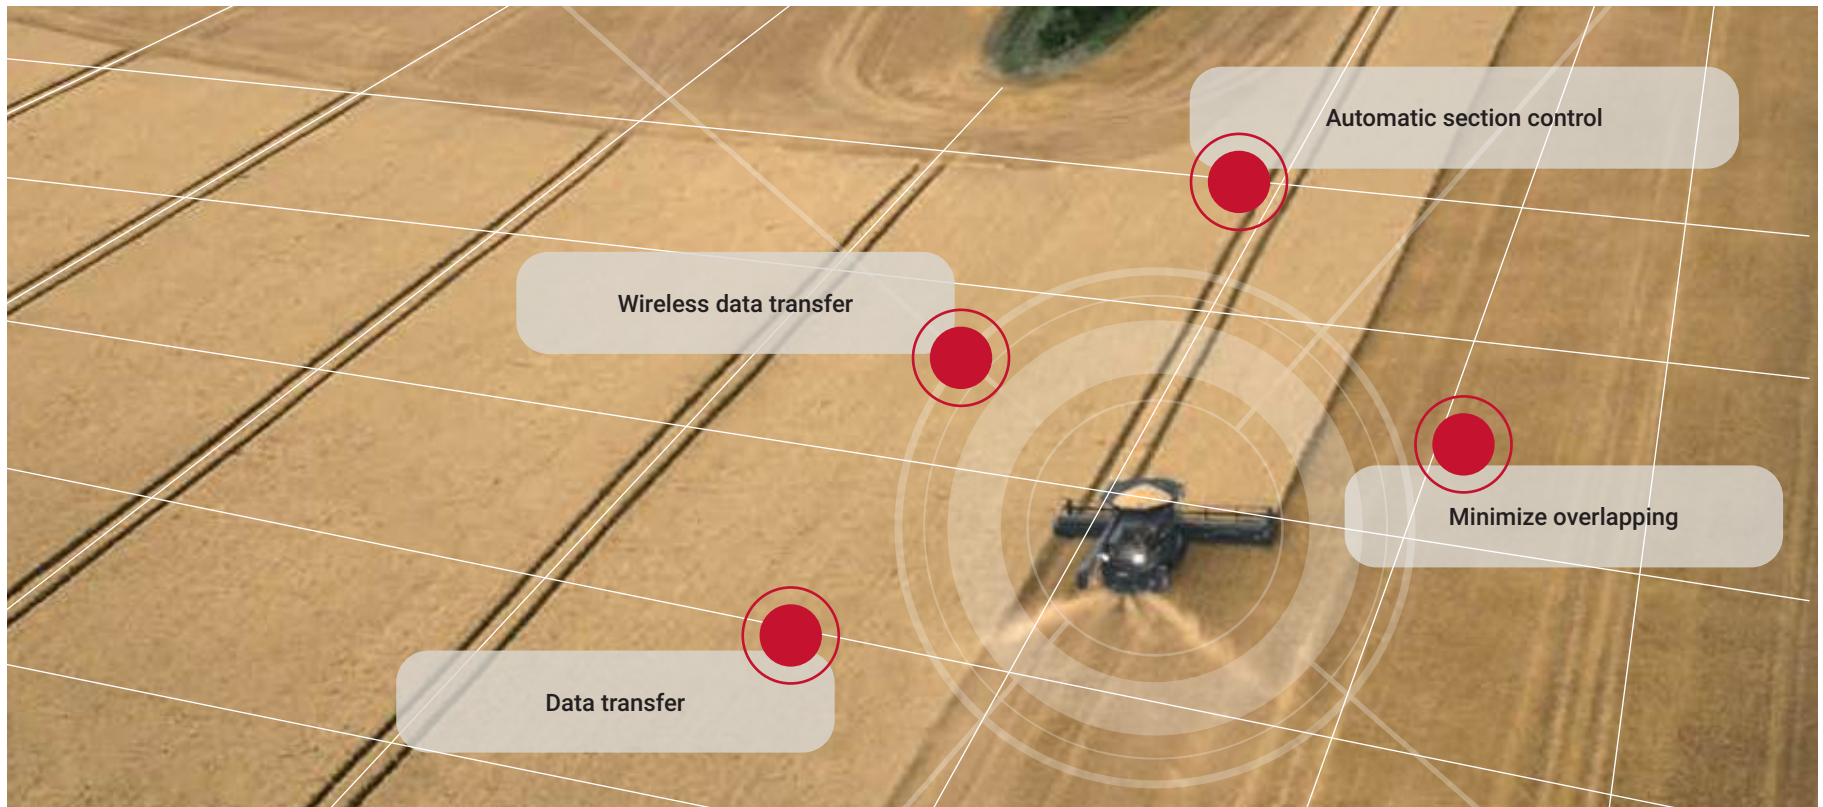 Automatic section control
Wireless data transfer
Minimize overlapping
Data transfer